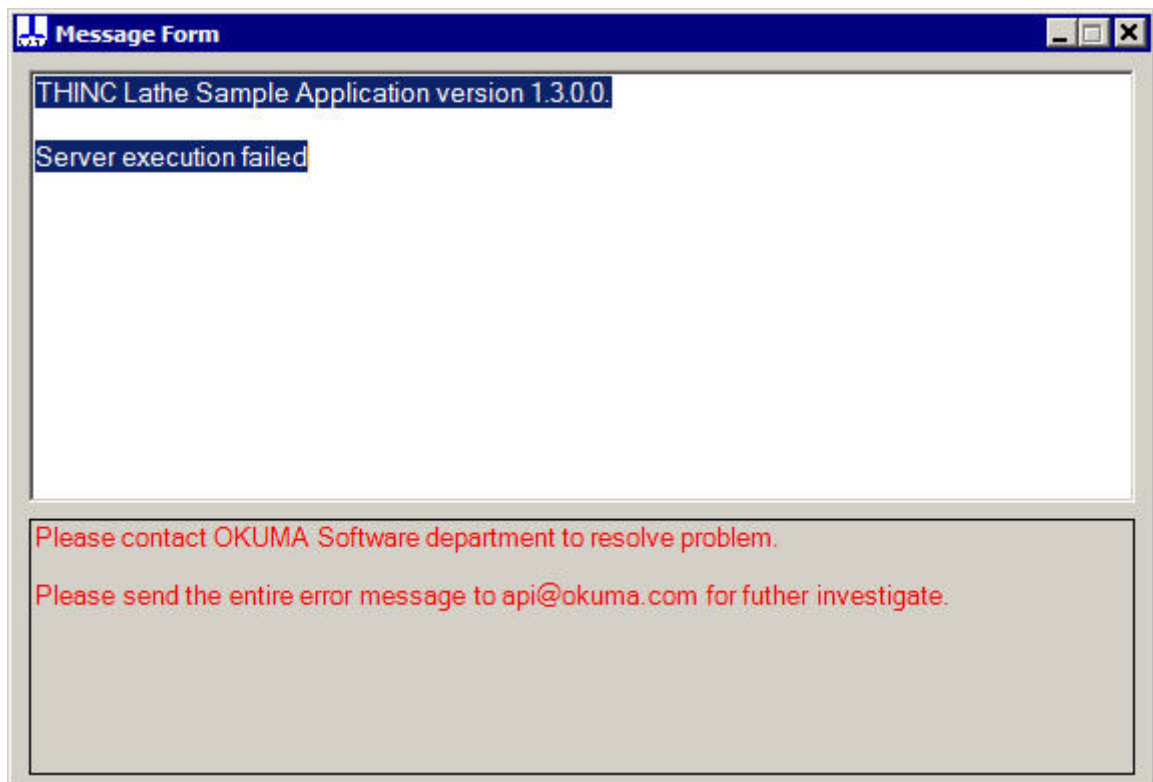 Message Form
THINC Lathe Sample Application version 1.3.0.0.
Server execution failed
Please contact OKUMA Software department to resolve problem.
Please send the entire error message to api@okuma.com for futher investigate.